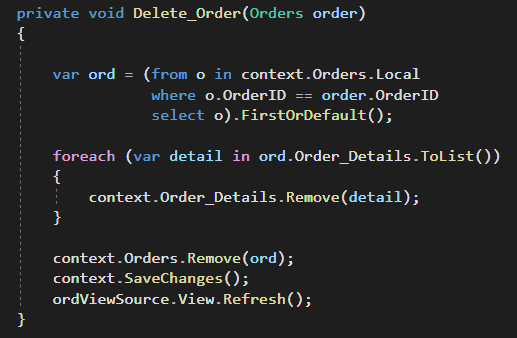 private void Delete_Order(Orders order)
{
var ord = (from o in context.Orders.Local
where o.OrderID == order.OrderID
select o).FirstOrDefault();
foreach (var detail in ord.Order_Details.ToList())
{
context.Order_Details.Remove(detail);
}
context.Orders.Remove(ord);
context.SaveChanges();
ordViewSource.View.Refresh();
}